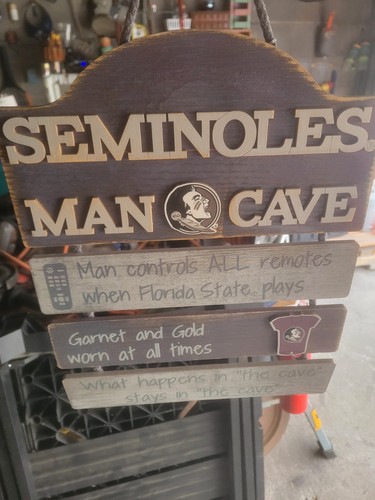 SEMINOLES®
MAN CAVE
Man controls ALL remotes
when Florida State plays
Garnet and Gold
worn at all times
What happens in "the cave"
stays in "the cave"